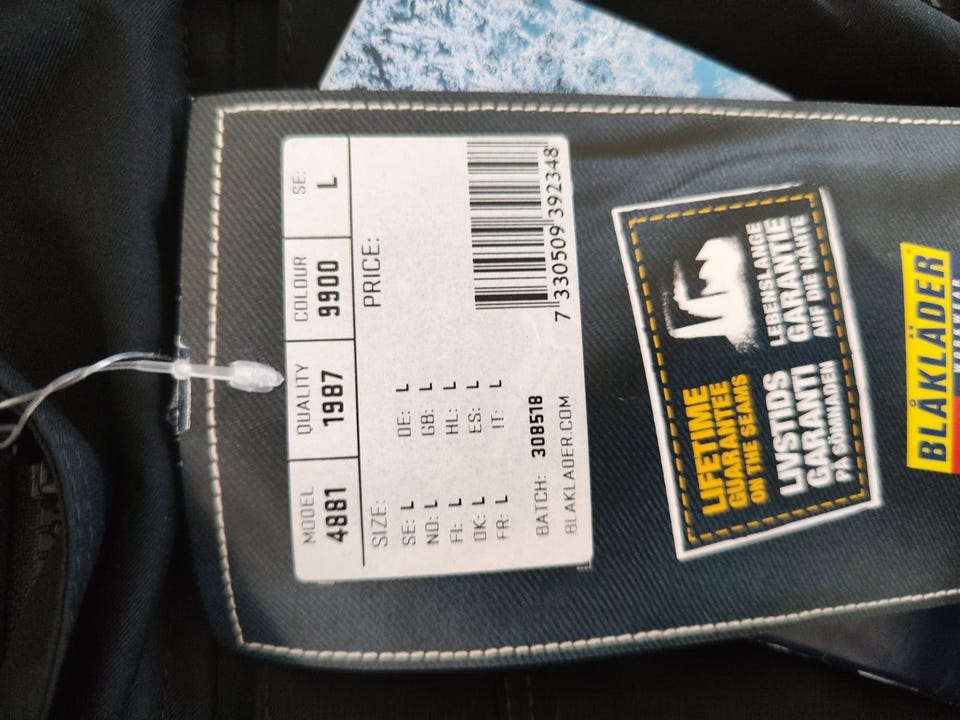 MODEL QUALITY COLOUR SE:
4881 1987 9900 L
SIZE: PRICE:
SE: L DE: L
NO: L GB: L
FI: L HL: L
DK: L ES: L
FR: L IT: L
BATCH: 308518
BLAKLADER.COM
7 330509 392348
LIFETIME
GUARANTEE
ON THE SEAMS
LIVSTIDS
GARANTI
PÅ SÖMMADEN
LEBENSLANGE
GARANTIE
AUF DIE NÄHTE
BLÅKLÄDER
WORKWEAR